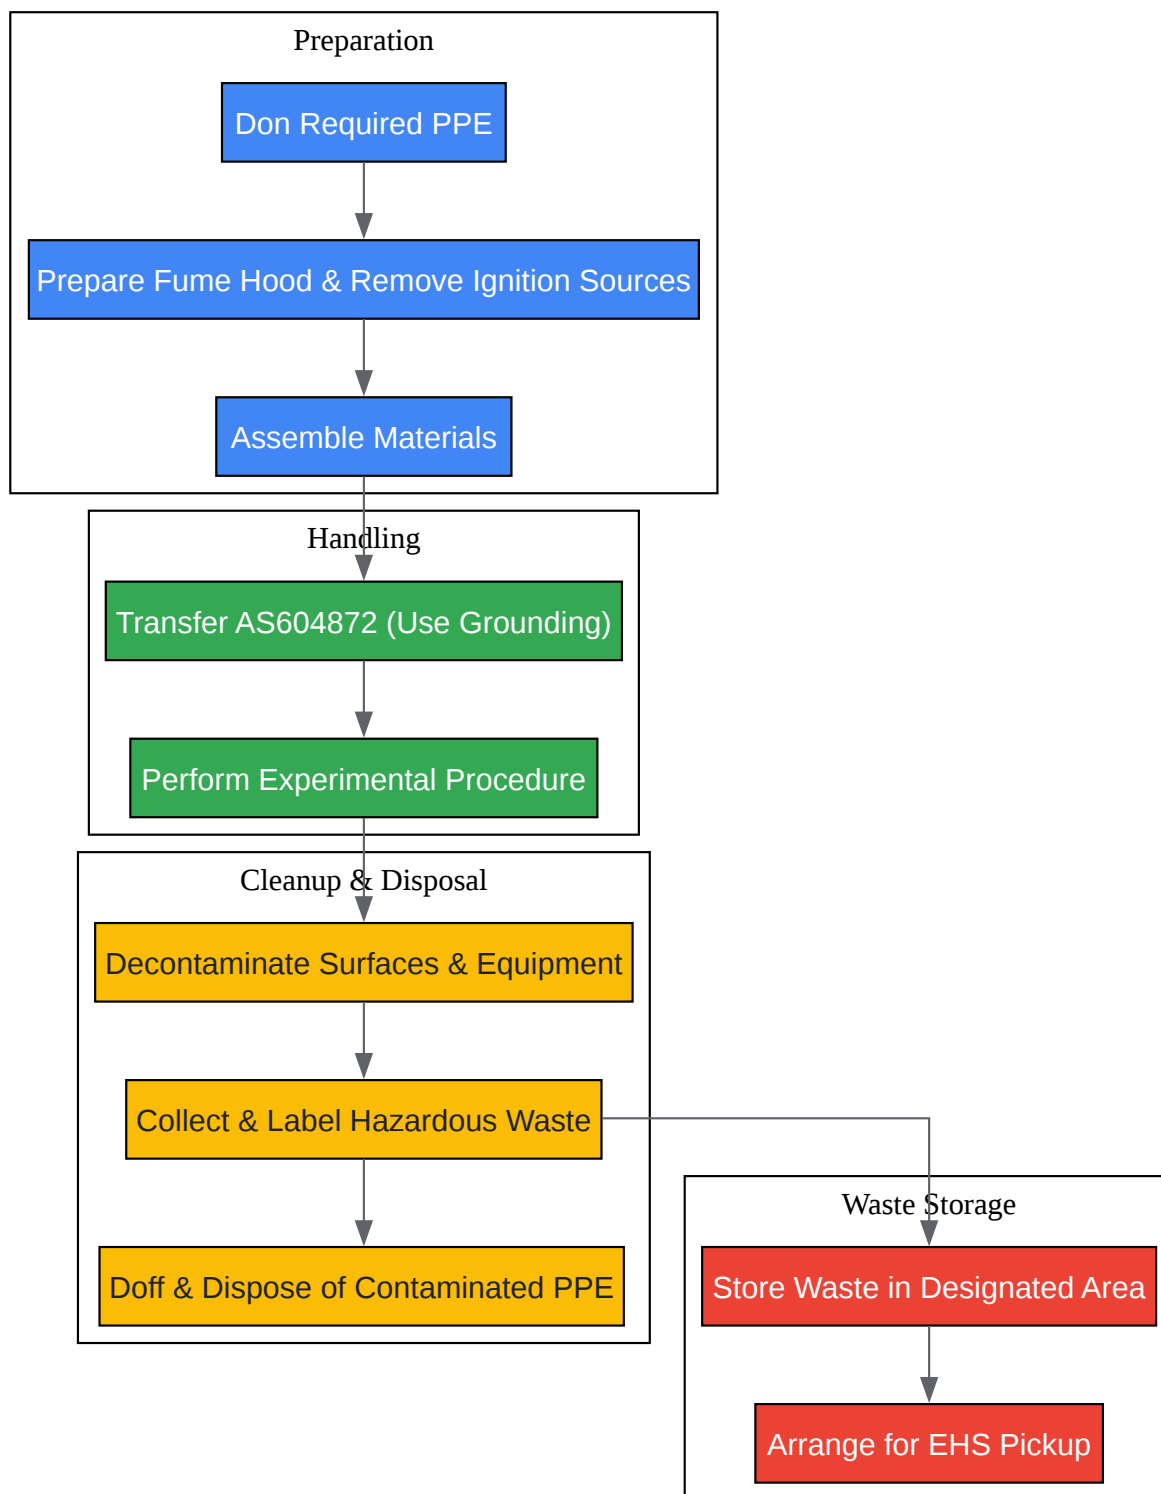 Preparation
Don Required PPE
Prepare Fume Hood & Remove Ignition Sources
Assemble Materials
Handling
Transfer AS604872 (Use Grounding)
Perform Experimental Procedure
Cleanup & Disposal
Decontaminate Surfaces & Equipment
Collect & Label Hazardous Waste
Doff & Dispose of Contaminated PPE
Waste Storage
Store Waste in Designated Area
Arrange for EHS Pickup